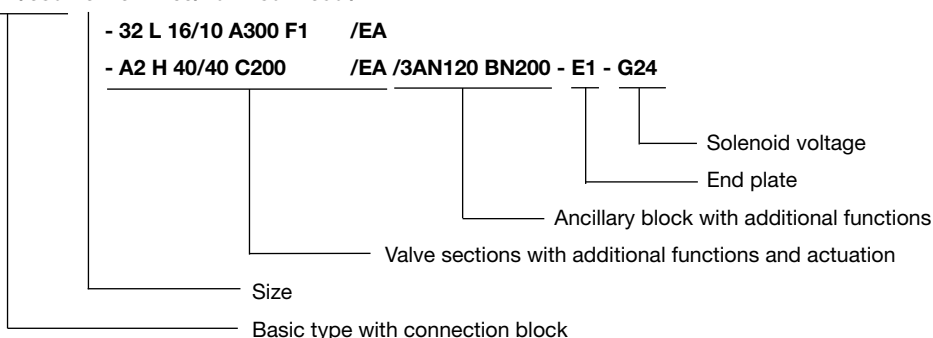 - 32 L 16/10 A300 F1 /EA
- A2 H 40/40 C200 /EA /3AN120 BN200 - E1 - G24
Solenoid voltage
End plate
Ancillary block with additional functions
Valve sections with additional functions and actuation
Size
Basic type with connection block